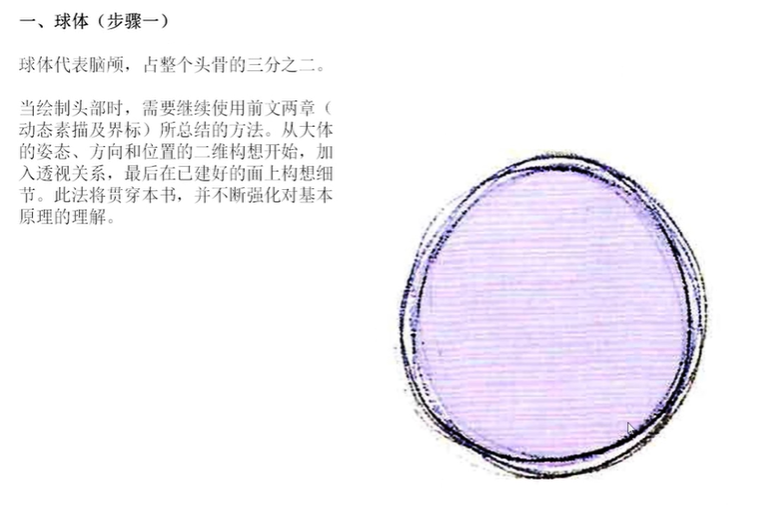 一、球体（步骤一）
球体代表脑颅，占整个头骨的三分之二。
当绘制头部时，需要继续使用前文两章（
动态素描及界标）所总结的方法。从大体
的姿态、方向和位置的二维构想开始，加
入透视关系，最后在已建好的面上构想细
节。此法将贯穿本书，并不断强化对基本
原理的理解。